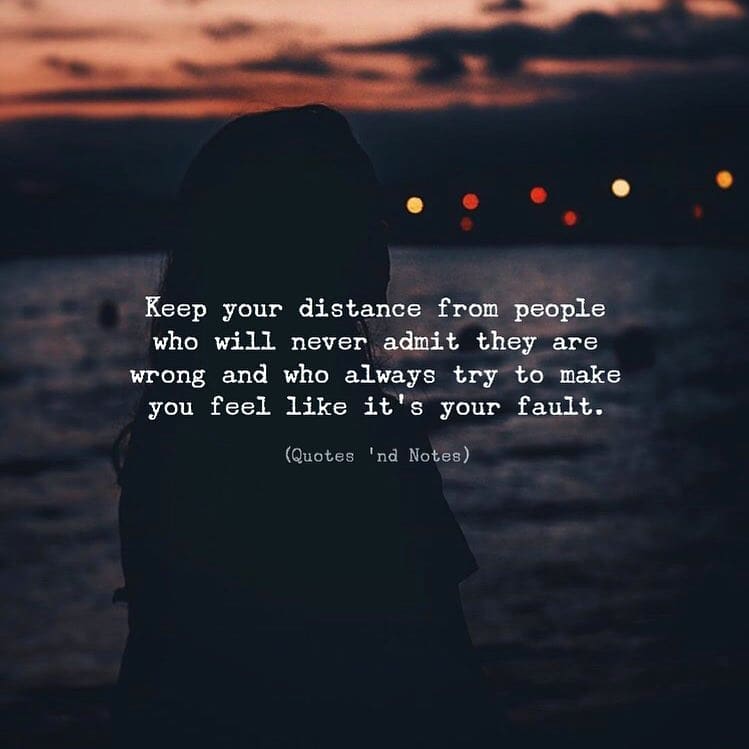 Keep your distance from people
who will never admit they are
wrong and who always try to make
you feel like it's your fault.
(Quotes 'nd Notes)